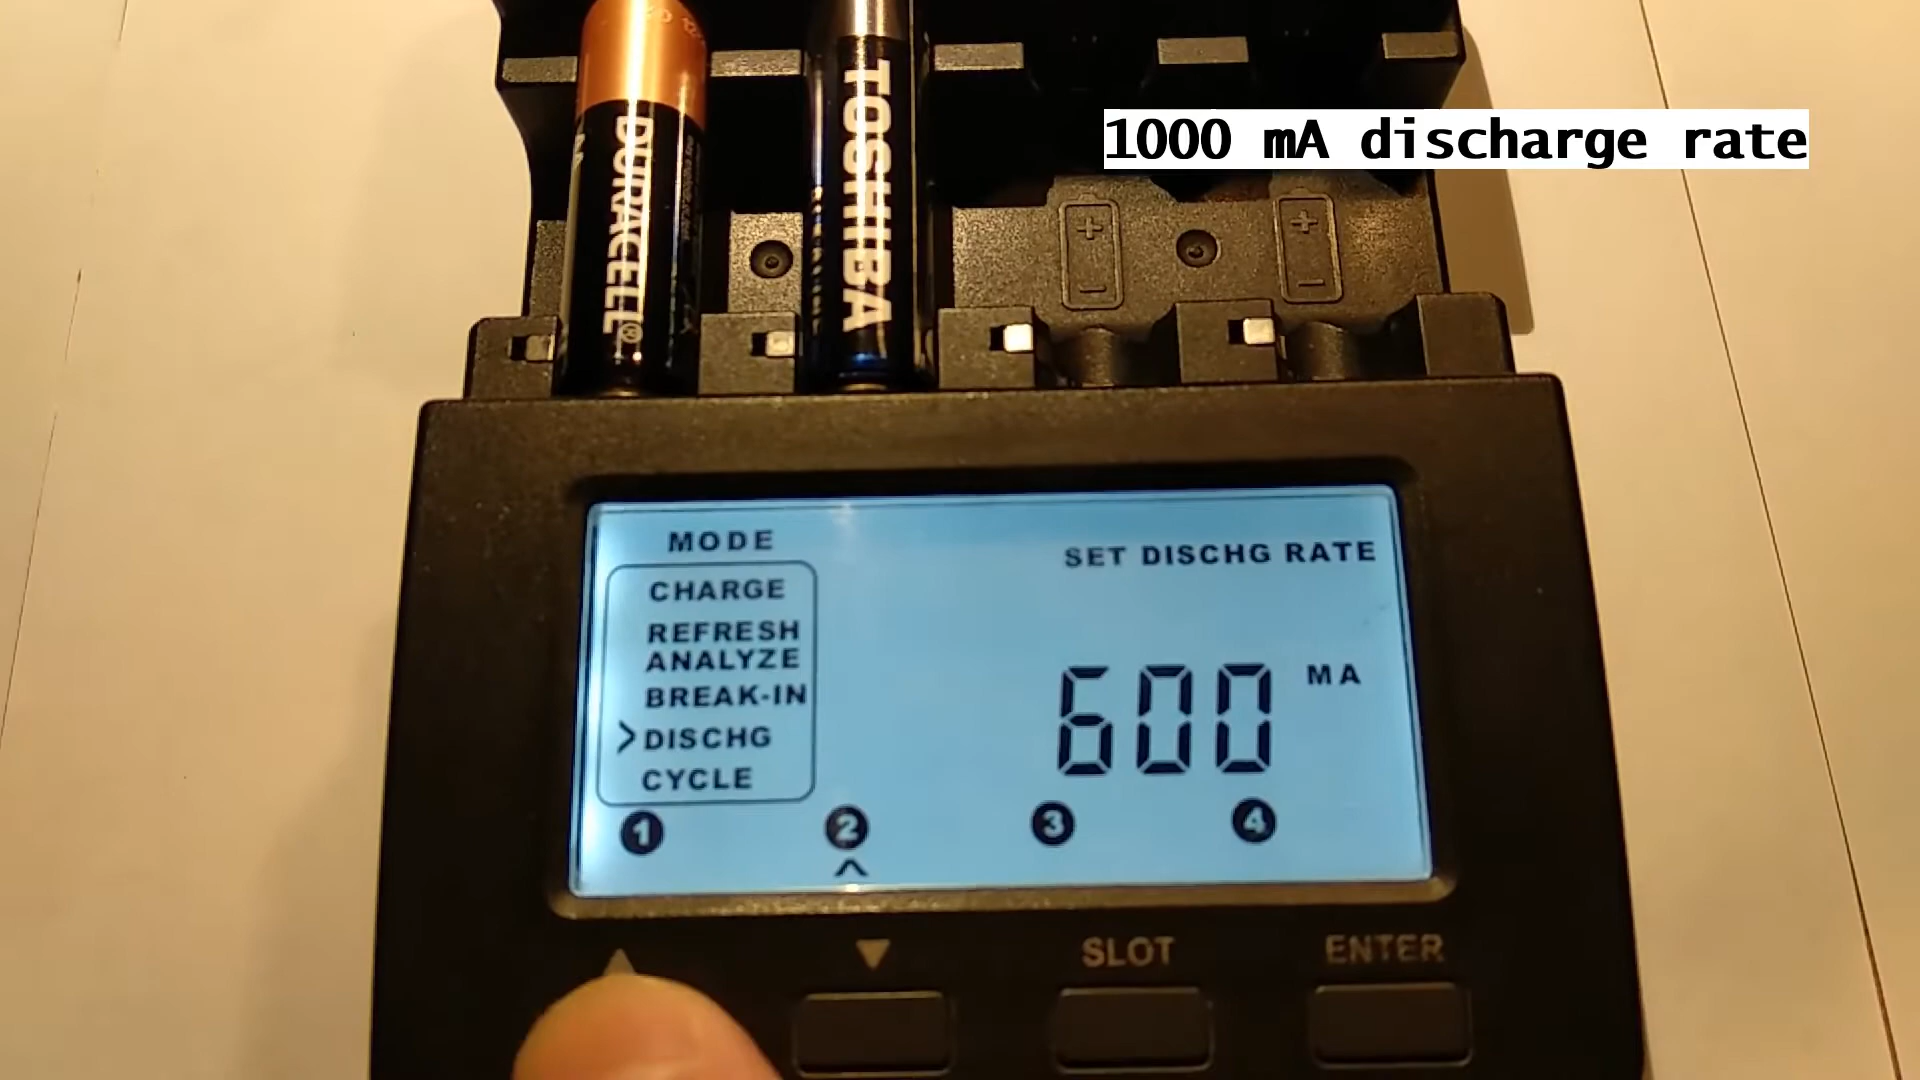 1000 mA discharge rate
DURACELL®
TOSHIBA
MODE
SET DISCHG RATE
CHARGE
REFRESH
ANALYZE
BREAK-IN
>DISCHG
CYCLE
600 MA
1 2 3 4
SLOT ENTER